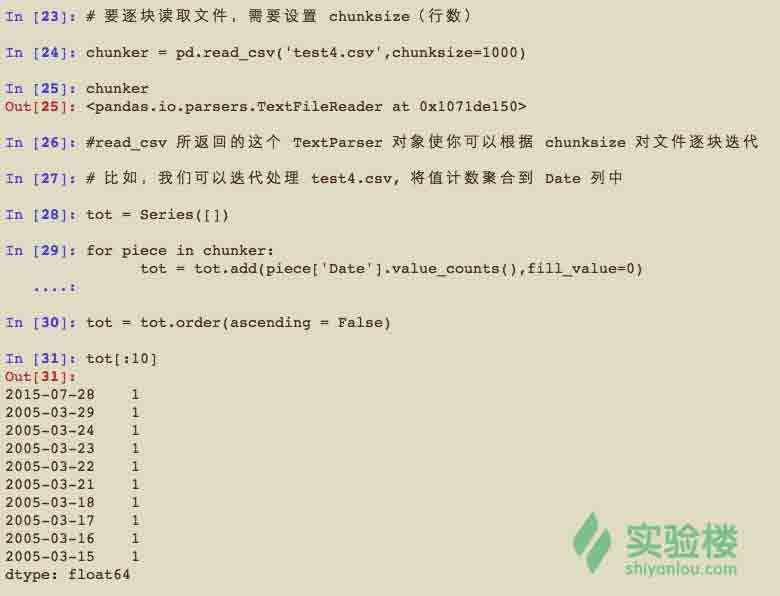 In [23]: # 要逐块读取文件，需要设置 chunksize（行数）
In [24]: chunker = pd.read_csv('test4.csv',chunksize=1000)
In [25]: chunker
Out[25]: <pandas.io.parsers.TextFileReader at 0x1071de150>
In [26]: #read_csv 所返回的这个 TextParser 对象使你可以根据 chunksize 对文件逐块迭代
In [27]: # 比如，我们可以迭代处理 test4.csv, 将值计数聚合到 Date 列中
In [28]: tot = Series([])
In [29]: for piece in chunker:
tot = tot.add(piece['Date'].value_counts(),fill_value=0)
....:
In [30]: tot = tot.order(ascending = False)
In [31]: tot[:10]
Out[31]:
2015-07-28    1
2005-03-29    1
2005-03-24    1
2005-03-23    1
2005-03-22    1
2005-03-21    1
2005-03-18    1
2005-03-17    1
2005-03-16    1
2005-03-15    1
dtype: float64
实验楼
shiyanlou.com